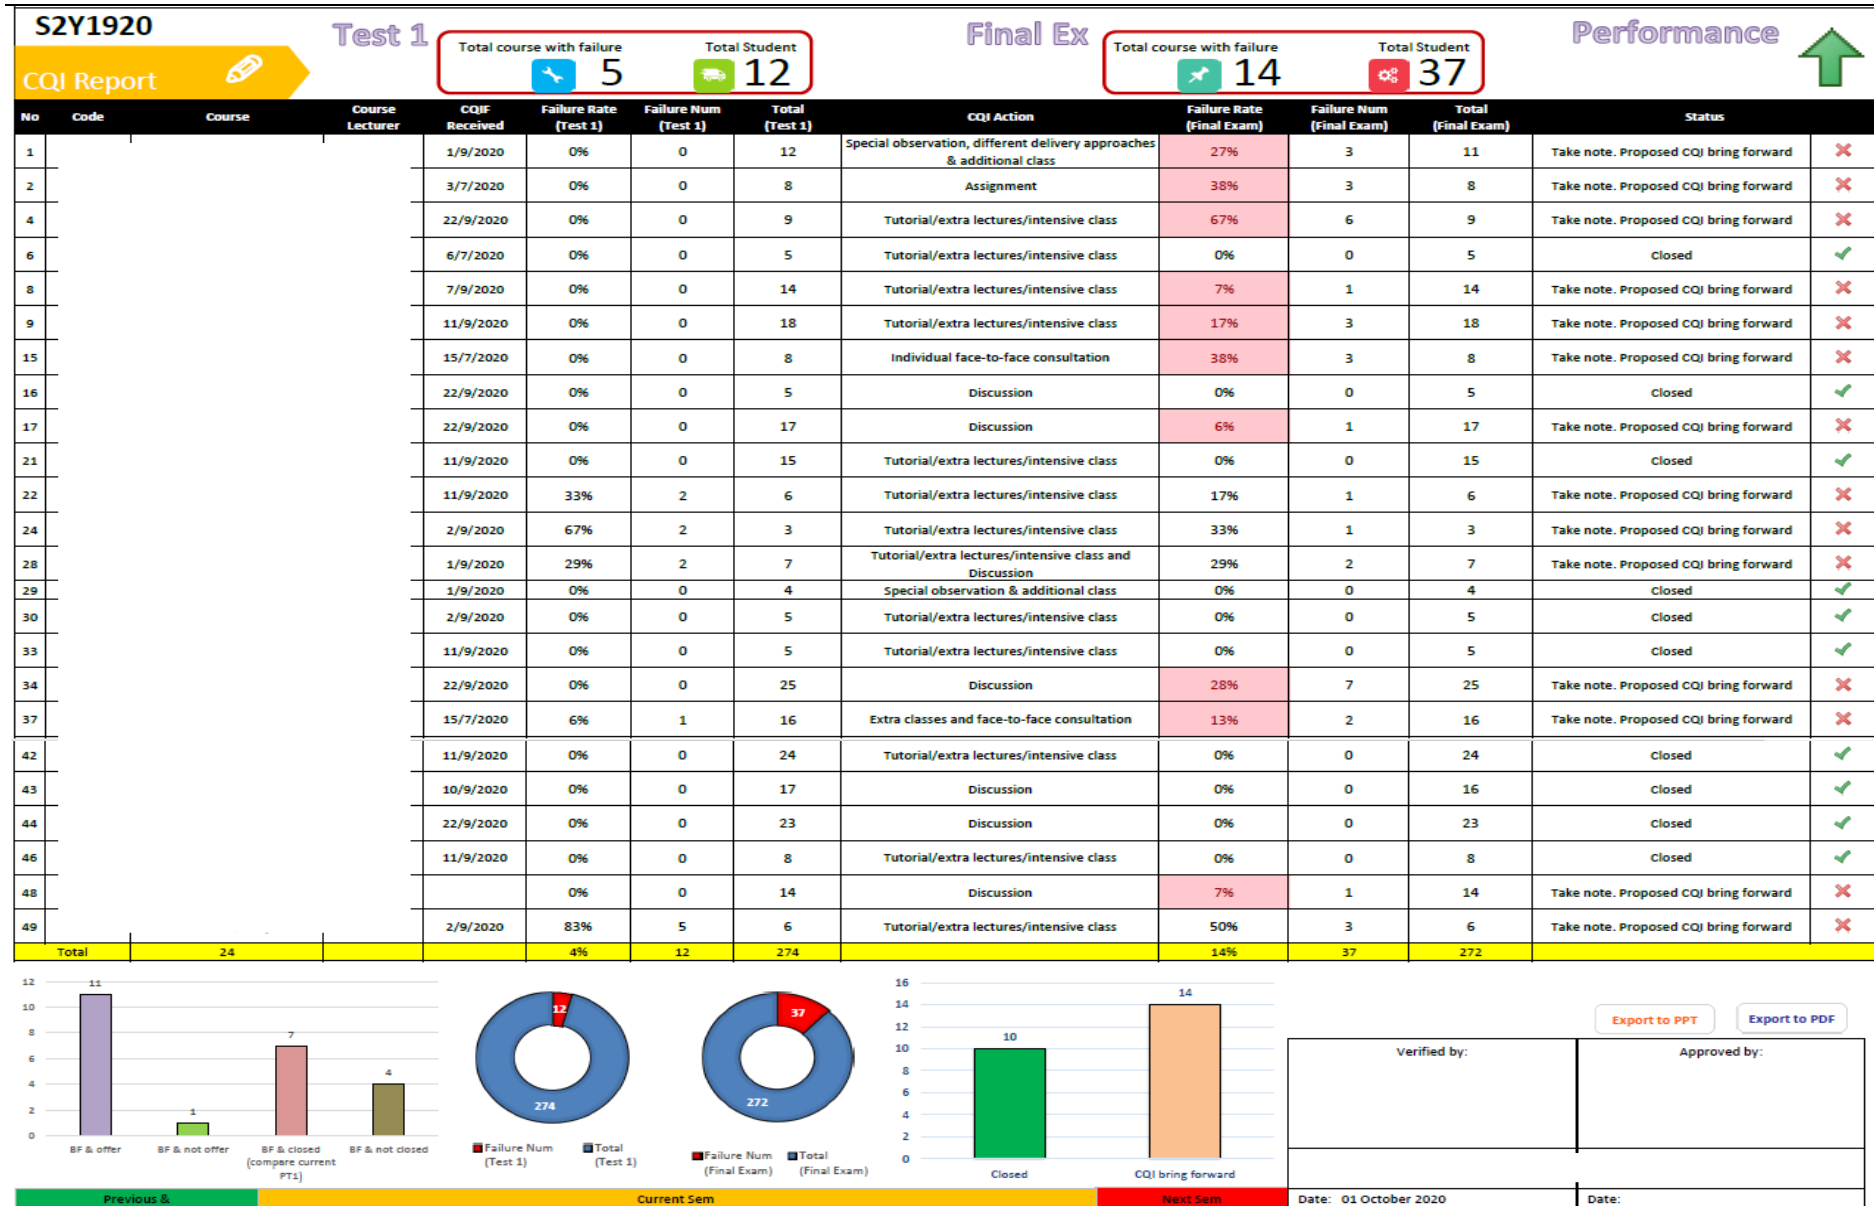 S2Y1920
CQI Report
Test 1
Total course with failure
5
Total Student
12
Final Ex
Total course with failure
14
Total Student
37
Performance
No Code Course Course Lecturer CQIF Received Failure Rate (Test 1) Failure Num (Test 1) Total (Test 1) CQI Action Failure Rate (Final Exam) Failure Num (Final Exam) Total (Final Exam) Status
1 1/9/2020 0% 0 12 Special observation, different delivery approaches & additional class 27% 3 11 Take note. Proposed CQI bring forward
2 3/7/2020 0% 0 8 Assignment 38% 3 8 Take note. Proposed CQI bring forward
4 22/9/2020 0% 0 9 Tutorial/extra lectures/intensive class 67% 6 9 Take note. Proposed CQI bring forward
6 6/7/2020 0% 0 5 Tutorial/extra lectures/intensive class 0% 0 5 Closed
8 7/9/2020 0% 0 14 Tutorial/extra lectures/intensive class 7% 1 14 Take note. Proposed CQI bring forward
9 11/9/2020 0% 0 18 Tutorial/extra lectures/intensive class 17% 3 18 Take note. Proposed CQI bring forward
15 15/7/2020 0% 0 8 Individual face-to-face consultation 38% 3 8 Take note. Proposed CQI bring forward
16 22/9/2020 0% 0 5 Discussion 0% 0 5 Closed
17 22/9/2020 0% 0 17 Discussion 6% 1 17 Take note. Proposed CQI bring forward
21 11/9/2020 0% 0 15 Tutorial/extra lectures/intensive class 0% 0 15 Closed
22 11/9/2020 33% 2 6 Tutorial/extra lectures/intensive class 17% 1 6 Take note. Proposed CQI bring forward
24 2/9/2020 67% 2 3 Tutorial/extra lectures/intensive class 33% 1 3 Take note. Proposed CQI bring forward
28 1/9/2020 29% 2 7 Tutorial/extra lectures/intensive class and Discussion 29% 2 7 Take note. Proposed CQI bring forward
29 1/9/2020 0% 0 4 Special observation & additional class 0% 0 4 Closed
30 2/9/2020 0% 0 5 Tutorial/extra lectures/intensive class 0% 0 5 Closed
33 11/9/2020 0% 0 5 Tutorial/extra lectures/intensive class 0% 0 5 Closed
34 22/9/2020 0% 0 25 Discussion 28% 7 25 Take note. Proposed CQI bring forward
37 15/7/2020 6% 1 16 Extra classes and face-to-face consultation 13% 2 16 Take note. Proposed CQI bring forward
42 11/9/2020 0% 0 24 Tutorial/extra lectures/intensive class 0% 0 24 Closed
43 10/9/2020 0% 0 17 Discussion 0% 0 16 Closed
44 22/9/2020 0% 0 23 Discussion 0% 0 23 Closed
46 11/9/2020 0% 0 8 Tutorial/extra lectures/intensive class 0% 0 8 Closed
48 0% 0 14 Discussion 7% 1 14 Take note. Proposed CQI bring forward
49 2/9/2020 83% 5 6 Tutorial/extra lectures/intensive class 50% 3 6 Take note. Proposed CQI bring forward
Total 24 4% 12 274 14% 37 272
12
10
8
6
4
2
0
11
1
7
4
BF & offer
BF & not offer
BF & closed
(compare current
PT1)
BF & not closed
12
274
Failure Num
(Test 1)
Total
(Test 1)
37
272
Failure Num
(Final Exam)
Total
(Final Exam)
16
14
12
10
8
6
4
2
0
10
14
Closed
CQI bring forward
Export to PPT
Export to PDF
Verified by:
Approved by:
Previous &
Current Sem
Next Sem
Date: 01 October 2020
Date: